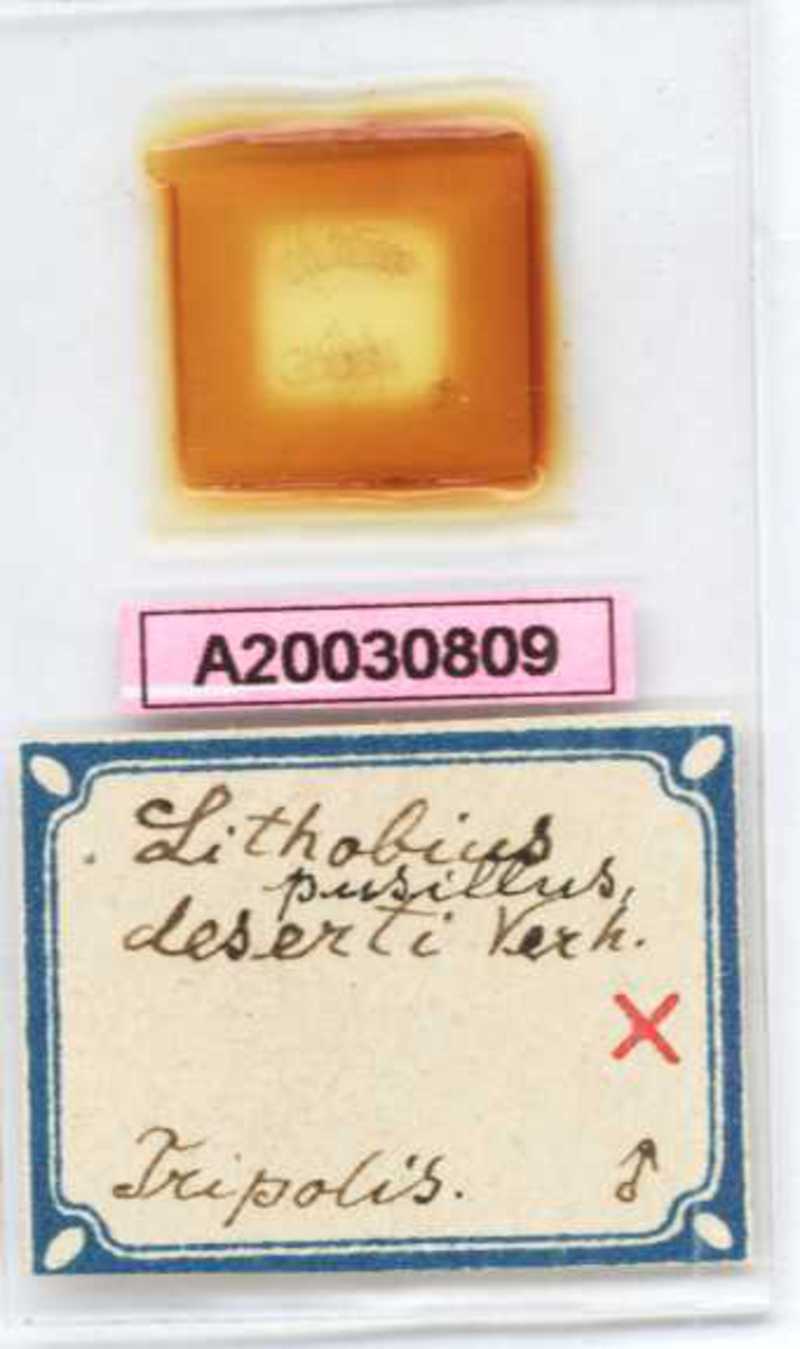 A20030809
Lithobius
pusillus,
deserti Verh.
X
Tripolis. ♂